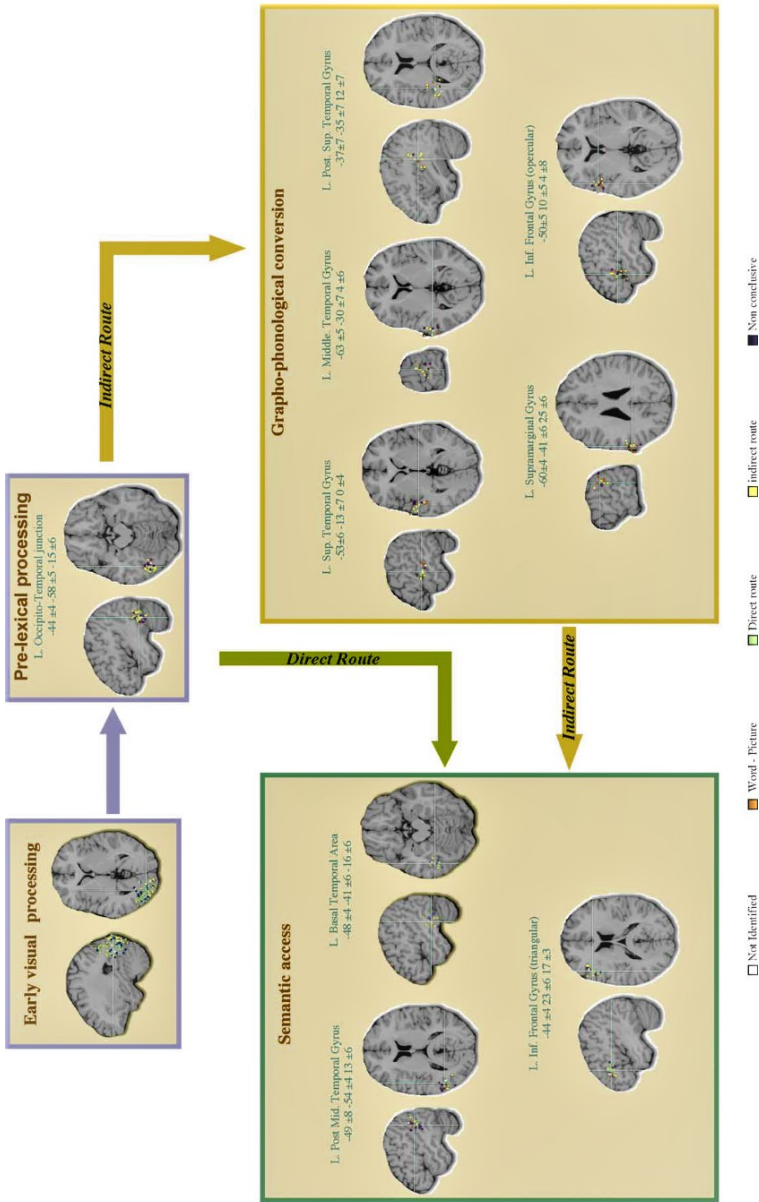 Early visual processing
Pre-lexical processing
L. Occipito-Temporal junction
-44 ±4 -58 ±5 -15 ±6
Indirect Route
Direct Route
Semantic access
L. Post Mid. Temporal Gyrus
-49 ±8 -54 ±4 13 ±6
L. Basal Temporal Area
-48 ±4 -41 ±6 -16 ±6
L. Inf. Frontal Gyrus (triangular)
-44 ±4 23 ±6 17 ±3
Indirect Route
Grapho-phonological conversion
L. Sup. Temporal Gyrus
-53±6 -13 ±7 0 ±4
L. Middle. Temporal Gyrus
-63 ±5 -30 ±7 4 ±6
L. Post. Sup. Temporal Gyrus
-37±7 -35 ±7 12 ±7
L. Supramarginal Gyrus
-60±4 -41 ±6 25 ±6
L. Inf. Frontal Gyrus (opercular)
-50±5 10 ±5 4 ±8
Not Identified
Word - Picture
Direct route
indirect route
Non conclusive